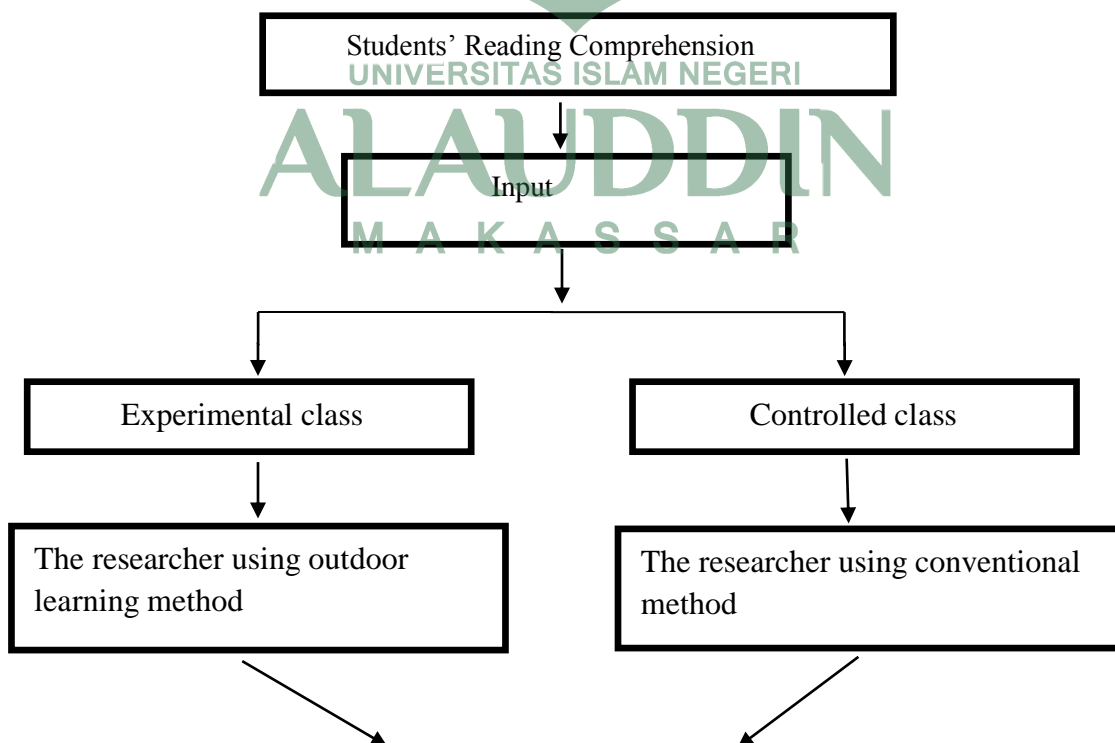 Students’ Reading Comprehension
UNIVERSITAS ISLAM NEGERI
ALAUDDIN
Input
MAKASSAR
Experimental class
Controlled class
The researcher using outdoor
learning method
The researcher using conventional
method